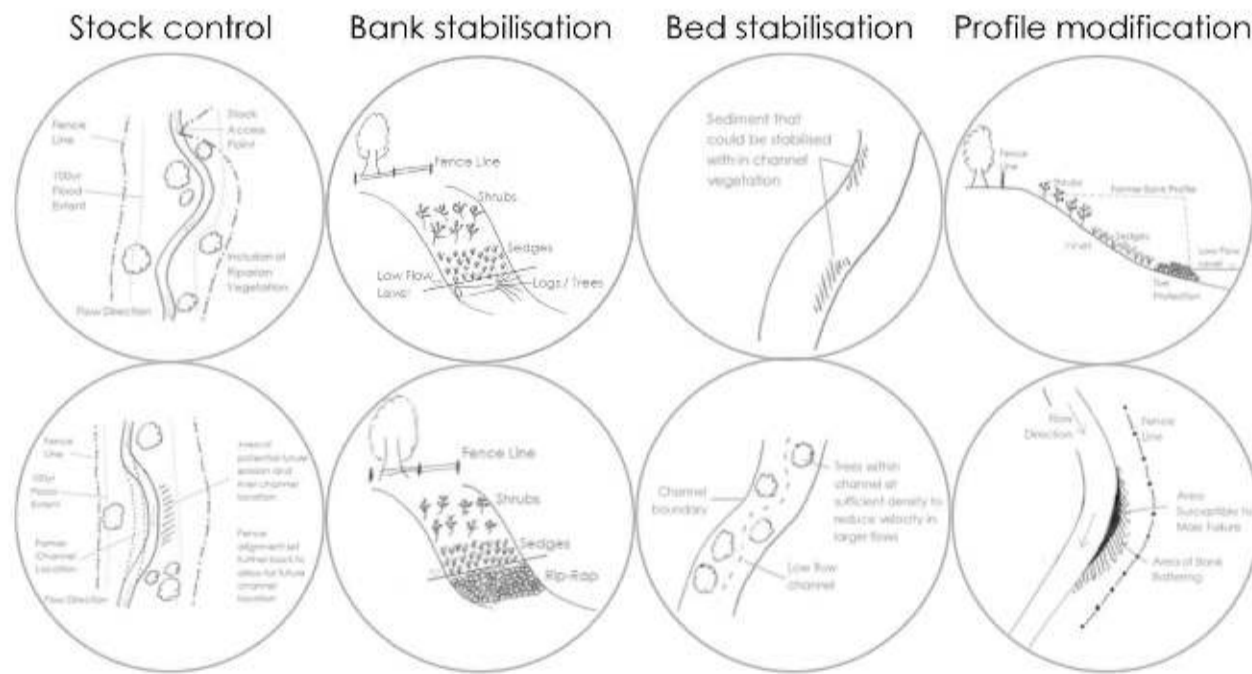 Stock control
Bank stabilisation
Bed stabilisation
Profile modification
Fence
Line
100yr
Flood
Extent
Flow Direction
Stock
Access
Point
Inclusion of
Riparian
Vegetation
Fence Line
Shrubs
Sedges
Low Flow
Level
Logs / Trees
Sediment that
could be stabilised
within channel
vegetation
Fence
Line
Shrubs
Former Bank Profile
Sedges
Low Flow
Level
Toe
Protection
Fence
Line
100yr
Flood
Extent
Former
Channel
Location
Flow Direction
Area of
potential future
erosion and
river channel
location
Fence
alignment set
further back to
allow for future
channel
location
Fence Line
Shrubs
Sedges
Rip-Rap
Channel
boundary
Trees within
channel at
sufficient density to
reduce velocity in
larger flows
Low flow
channel
Flow
Direction
Fence
Line
Area
Susceptible to
Mass Failure
Area of Bank
Battering